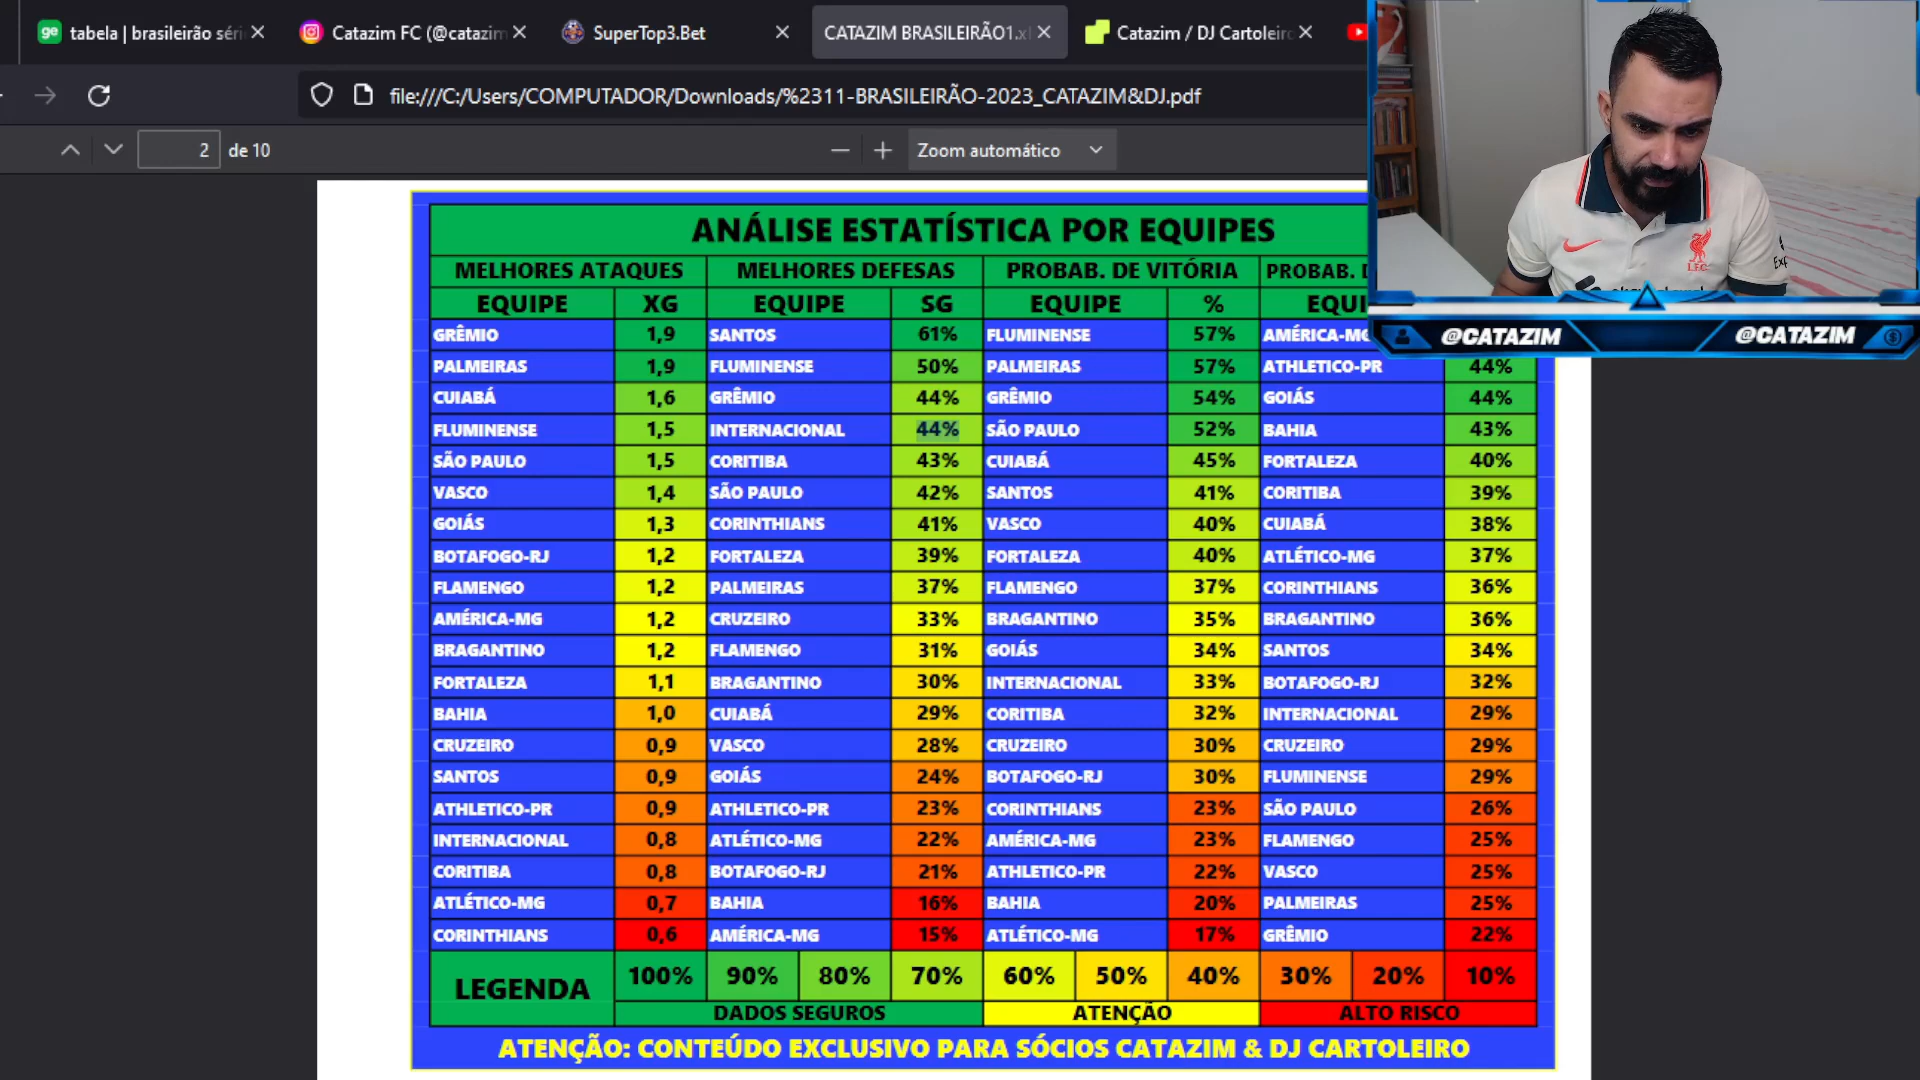 tabela | brasileirão séri
Catazim FC (@catazim
SuperTop3.Bet
CATAZIM BRASILEIRÃO1.x
Catazim / DJ Cartoleiro
file:///C:/Users/COMPUTADOR/Downloads/%2311-BRASILEIRÃO-2023_CATAZIM&DJ.pdf
2 de 10
Zoom automático
ANÁLISE ESTATÍSTICA POR EQUIPES
MELHORES ATAQUES MELHORES DEFESAS PROBAB. DE VITÓRIA PROBAB. D
EQUIPE XG EQUIPE SG EQUIPE % EQUI
GRÊMIO 1,9 SANTOS 61% FLUMINENSE 57% AMÉRICA-MG
PALMEIRAS 1,9 FLUMINENSE 50% PALMEIRAS 57% ATHLETICO-PR 44%
CUIABÁ 1,6 GRÊMIO 44% GRÊMIO 54% GOIÁS 44%
FLUMINENSE 1,5 INTERNACIONAL 44% SÃO PAULO 52% BAHIA 43%
SÃO PAULO 1,5 CORITIBA 43% CUIABÁ 45% FORTALEZA 40%
VASCO 1,4 SÃO PAULO 42% SANTOS 41% CORITIBA 39%
GOIÁS 1,3 CORINTHIANS 41% VASCO 40% CUIABÁ 38%
BOTAFOGO-RJ 1,2 FORTALEZA 39% FORTALEZA 40% ATLÉTICO-MG 37%
FLAMENGO 1,2 PALMEIRAS 37% FLAMENGO 37% CORINTHIANS 36%
AMÉRICA-MG 1,2 CRUZEIRO 33% BRAGANTINO 35% BRAGANTINO 36%
BRAGANTINO 1,2 FLAMENGO 31% GOIÁS 34% SANTOS 34%
FORTALEZA 1,1 BRAGANTINO 30% INTERNACIONAL 33% BOTAFOGO-RJ 32%
BAHIA 1,0 CUIABÁ 29% CORITIBA 32% INTERNACIONAL 29%
CRUZEIRO 0,9 VASCO 28% CRUZEIRO 30% CRUZEIRO 29%
SANTOS 0,9 GOIÁS 24% BOTAFOGO-RJ 30% FLUMINENSE 29%
ATHLETICO-PR 0,9 ATHLETICO-PR 23% CORINTHIANS 23% SÃO PAULO 26%
INTERNACIONAL 0,8 ATLÉTICO-MG 22% AMÉRICA-MG 23% FLAMENGO 25%
CORITIBA 0,8 BOTAFOGO-RJ 21% ATHLETICO-PR 22% VASCO 25%
ATLÉTICO-MG 0,7 BAHIA 16% BAHIA 20% PALMEIRAS 25%
CORINTHIANS 0,6 AMÉRICA-MG 15% ATLÉTICO-MG 17% GRÊMIO 22%
LEGENDA 100% 90% 80% 70% 60% 50% 40% 30% 20% 10%
DADOS SEGUROS ATENÇÃO ALTO RISCO
ATENÇÃO: CONTEÚDO EXCLUSIVO PARA SÓCIOS CATAZIM & DJ CARTOLEIRO
@CATAZIM @CATAZIM
ge
L.F.C.